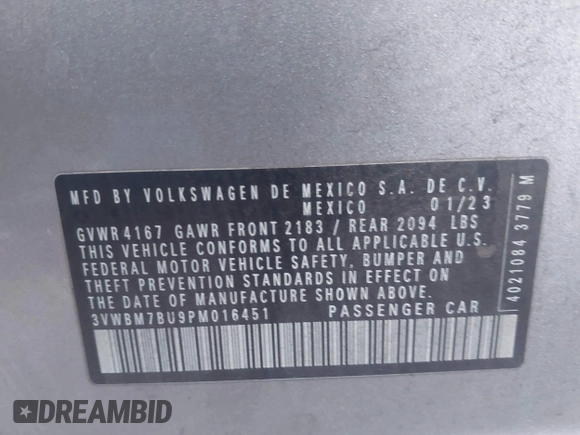 MFD BY VOLKSWAGEN DE MEXICO S.A. DE C.V.
MEXICO 01/23
GVWR 4167 GAWR FRONT 2183 / REAR 2094 LBS
THIS VEHICLE CONFORMS TO ALL APPLICABLE U.S.
FEDERAL MOTOR VEHICLE SAFETY, BUMPER AND
THEFT PREVENTION STANDARDS IN EFFECT ON
THE DATE OF MANUFACTURE SHOWN ABOVE.
3VWBM7BU9PM016451 PASSENGER CAR
4021084 3779 M
DREAMBID